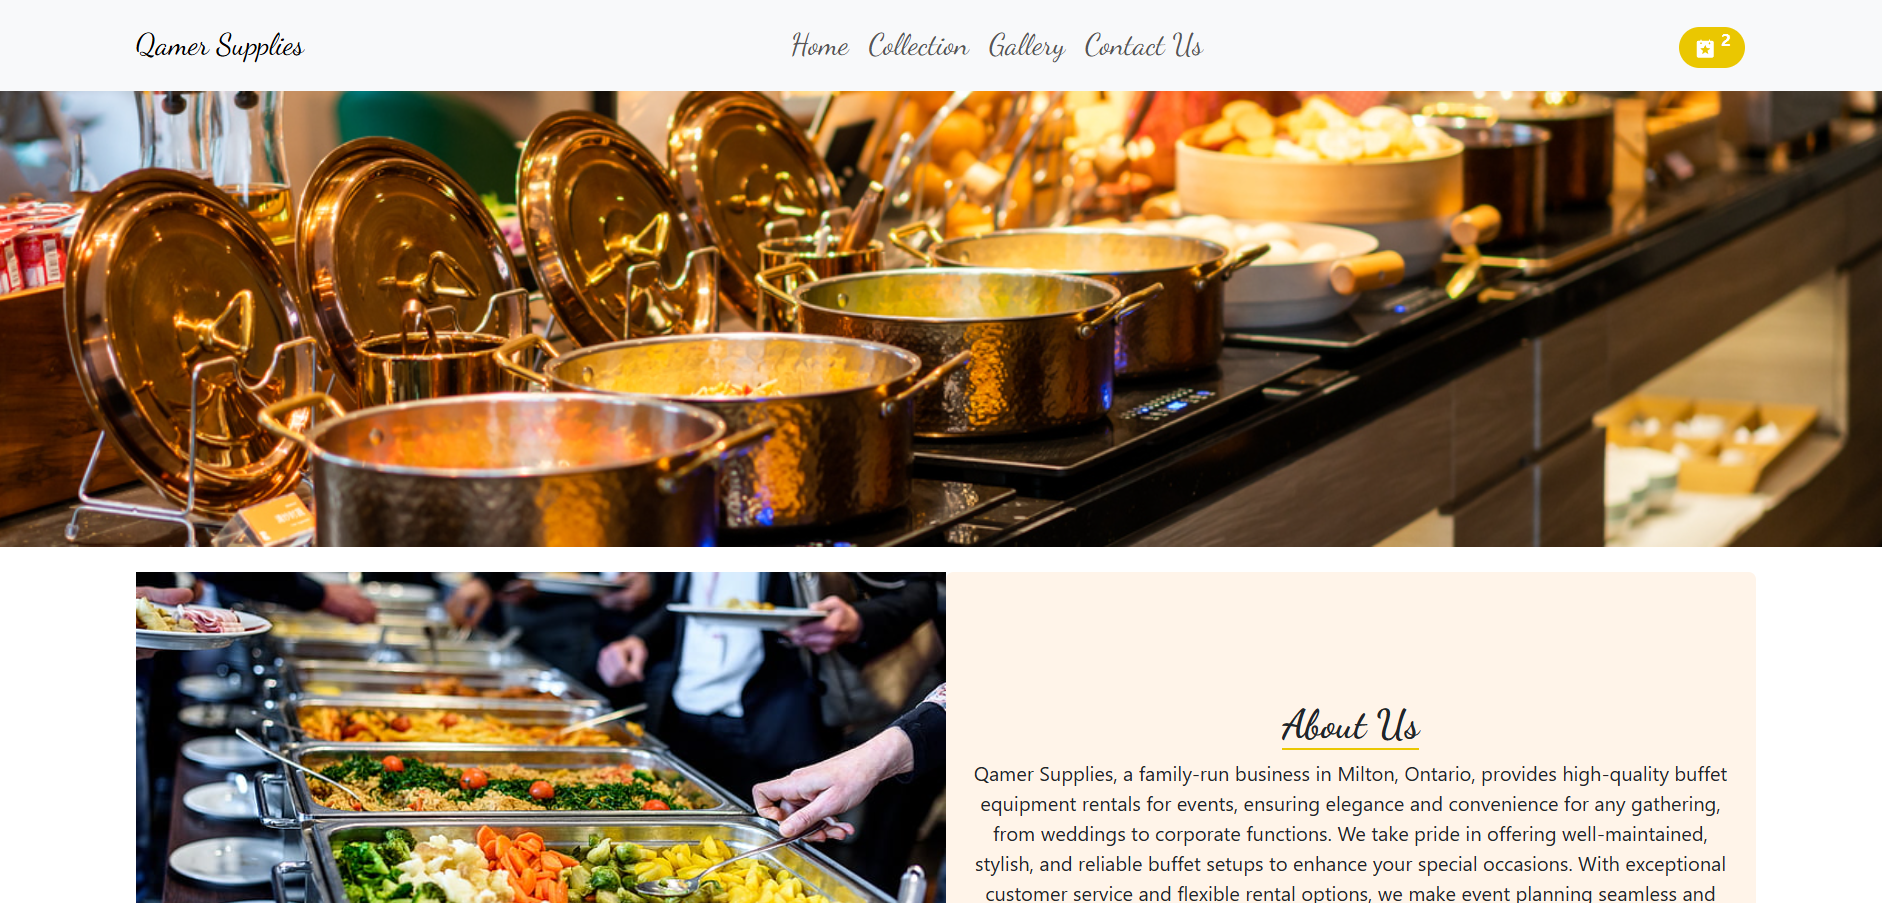 Qamer Supplies
Home Collection Gallery Contact Us
2
About Us
Qamer Supplies, a family-run business in Milton, Ontario, provides high-quality buffet
equipment rentals for events, ensuring elegance and convenience for any gathering,
from weddings to corporate functions. We take pride in offering well-maintained,
stylish, and reliable buffet setups to enhance your special occasions. With exceptional
customer service and flexible rental options, we make event planning seamless and